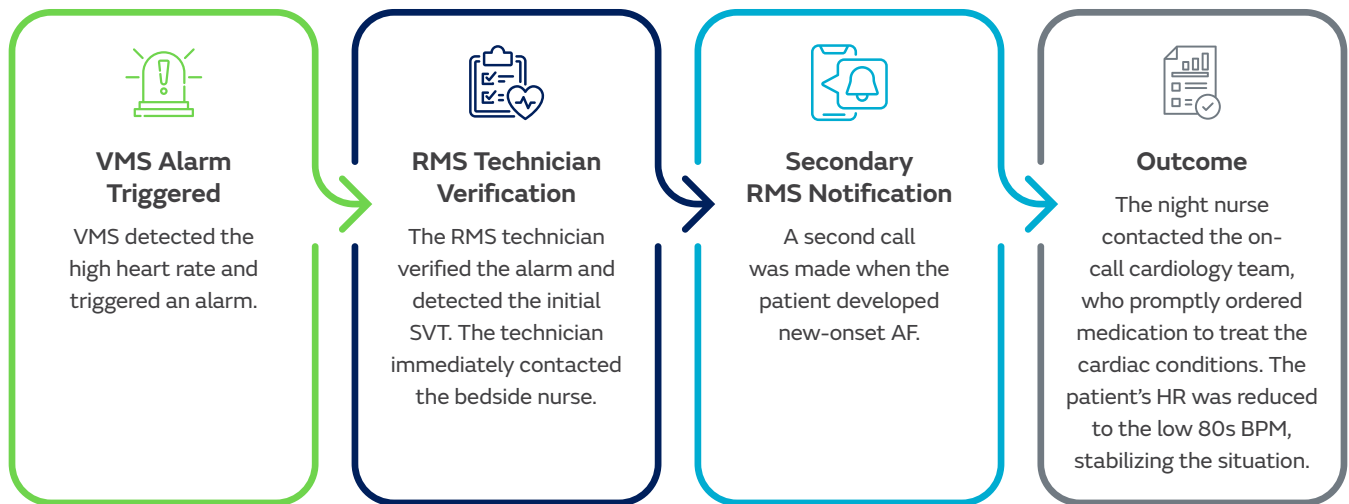 VMS Alarm
Triggered
VMS detected the
high heart rate and
triggered an alarm.
RMS Technician
Verification
The RMS technician
verified the alarm and
detected the initial
SVT. The technician
immediately contacted
the bedside nurse.
Secondary
RMS Notification
A second call
was made when the
patient developed
new-onset AF.
Outcome
The night nurse
contacted the on-
call cardiology team,
who promptly ordered
medication to treat the
cardiac conditions. The
patient’s HR was reduced
to the low 80s BPM,
stabilizing the situation.